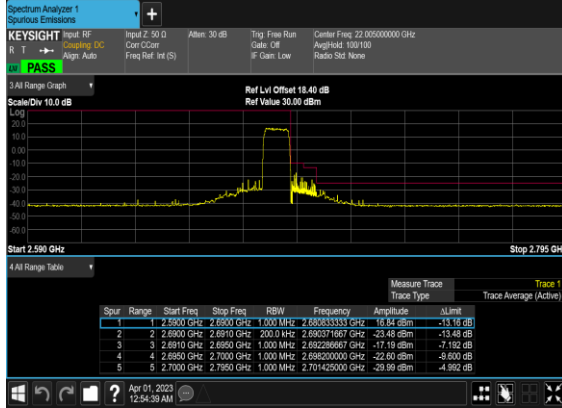 Spectrum Analyzer 1
Spurious Emissions
+
KEYSIGHT Input: RF Input Z: 50 Ω Atten: 30 dB Trig: Free Run Center Freq: 22.005000000 GHz
R T Coupling: DC Corr CCorr Gate: Off Avg|Hold: 100/100
Align: Auto Freq Ref: Int (S) IF Gain: Low Radio Std: None
PASS
3 All Range Graph
Ref Lvl Offset 18.40 dB
Scale/Div 10.0 dB Ref Value 30.00 dBm
Log
20.0
10.0
0.00
-10.0
-20.0
-30.0
-40.0
-50.0
-60.0
Start 2.590 GHz Stop 2.795 GH
4 All Range Table
Measure Trace Trace 1
Trace Type Trace Average (Active)
Spur Range Start Freq Stop Freq RBW Frequency Amplitude ΔLimit
1 1 2.5900 GHz 2.6900 GHz 1.000 MHz 2.680833333 GHz 16.84 dBm -13.16 dB
2 2 2.6900 GHz 2.6910 GHz 200.0 kHz 2.690371667 GHz -23.48 dBm -13.48 dB
3 3 2.6910 GHz 2.6950 GHz 1.000 MHz 2.692286667 GHz -17.19 dBm -7.192 dB
4 4 2.6950 GHz 2.7000 GHz 1.000 MHz 2.698200000 GHz -22.60 dBm -9.600 dB
5 5 2.7000 GHz 2.7950 GHz 1.000 MHz 2.701425000 GHz -29.99 dBm -4.992 dB
? Apr 01, 2023
12:54:39 AM